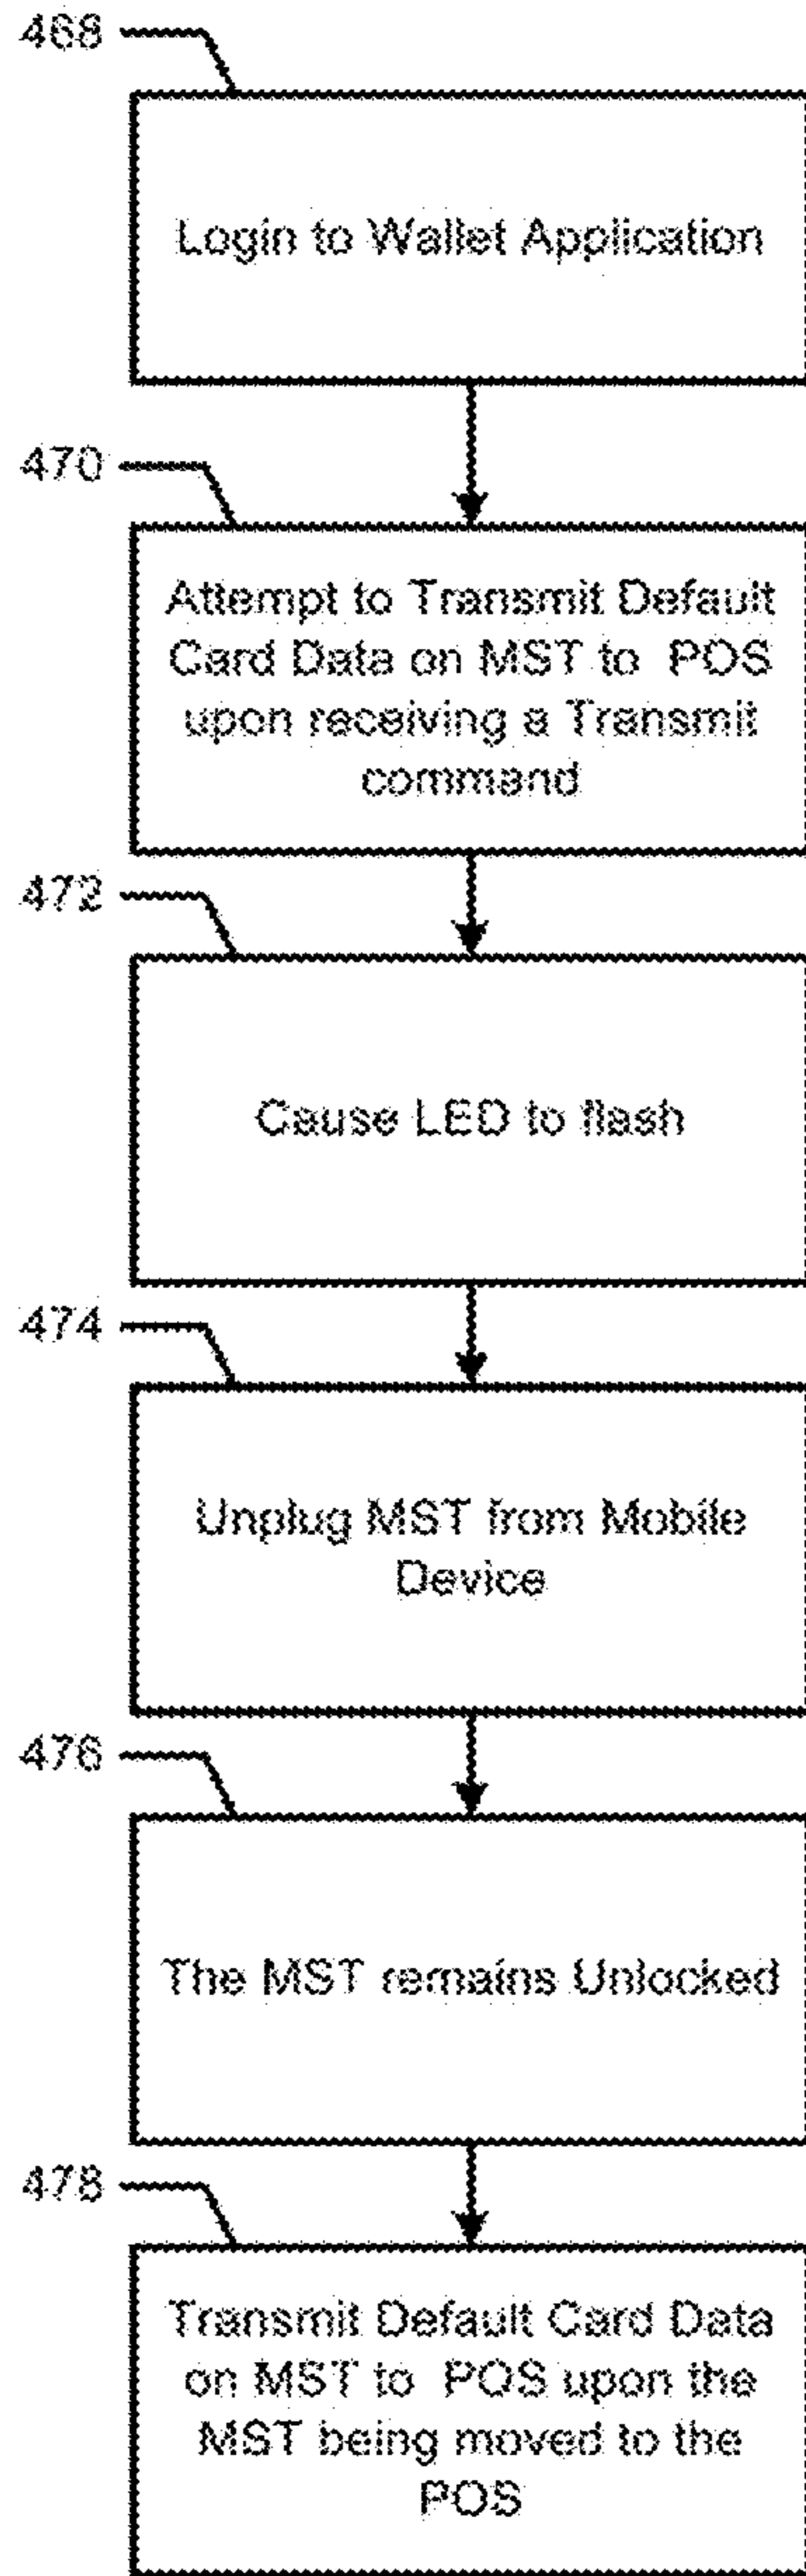 468
Login to Wallet Application
470
Attempt to Transmit Default
Card Data on MST to POS
upon receiving a Transmit
command
472
Cause LED to flash
474
Unplug MST from Mobile
Device
476
The MST remains Unlocked
478
Transmit Default Card Data
on MST to POS upon the
MST being moved to the
POS